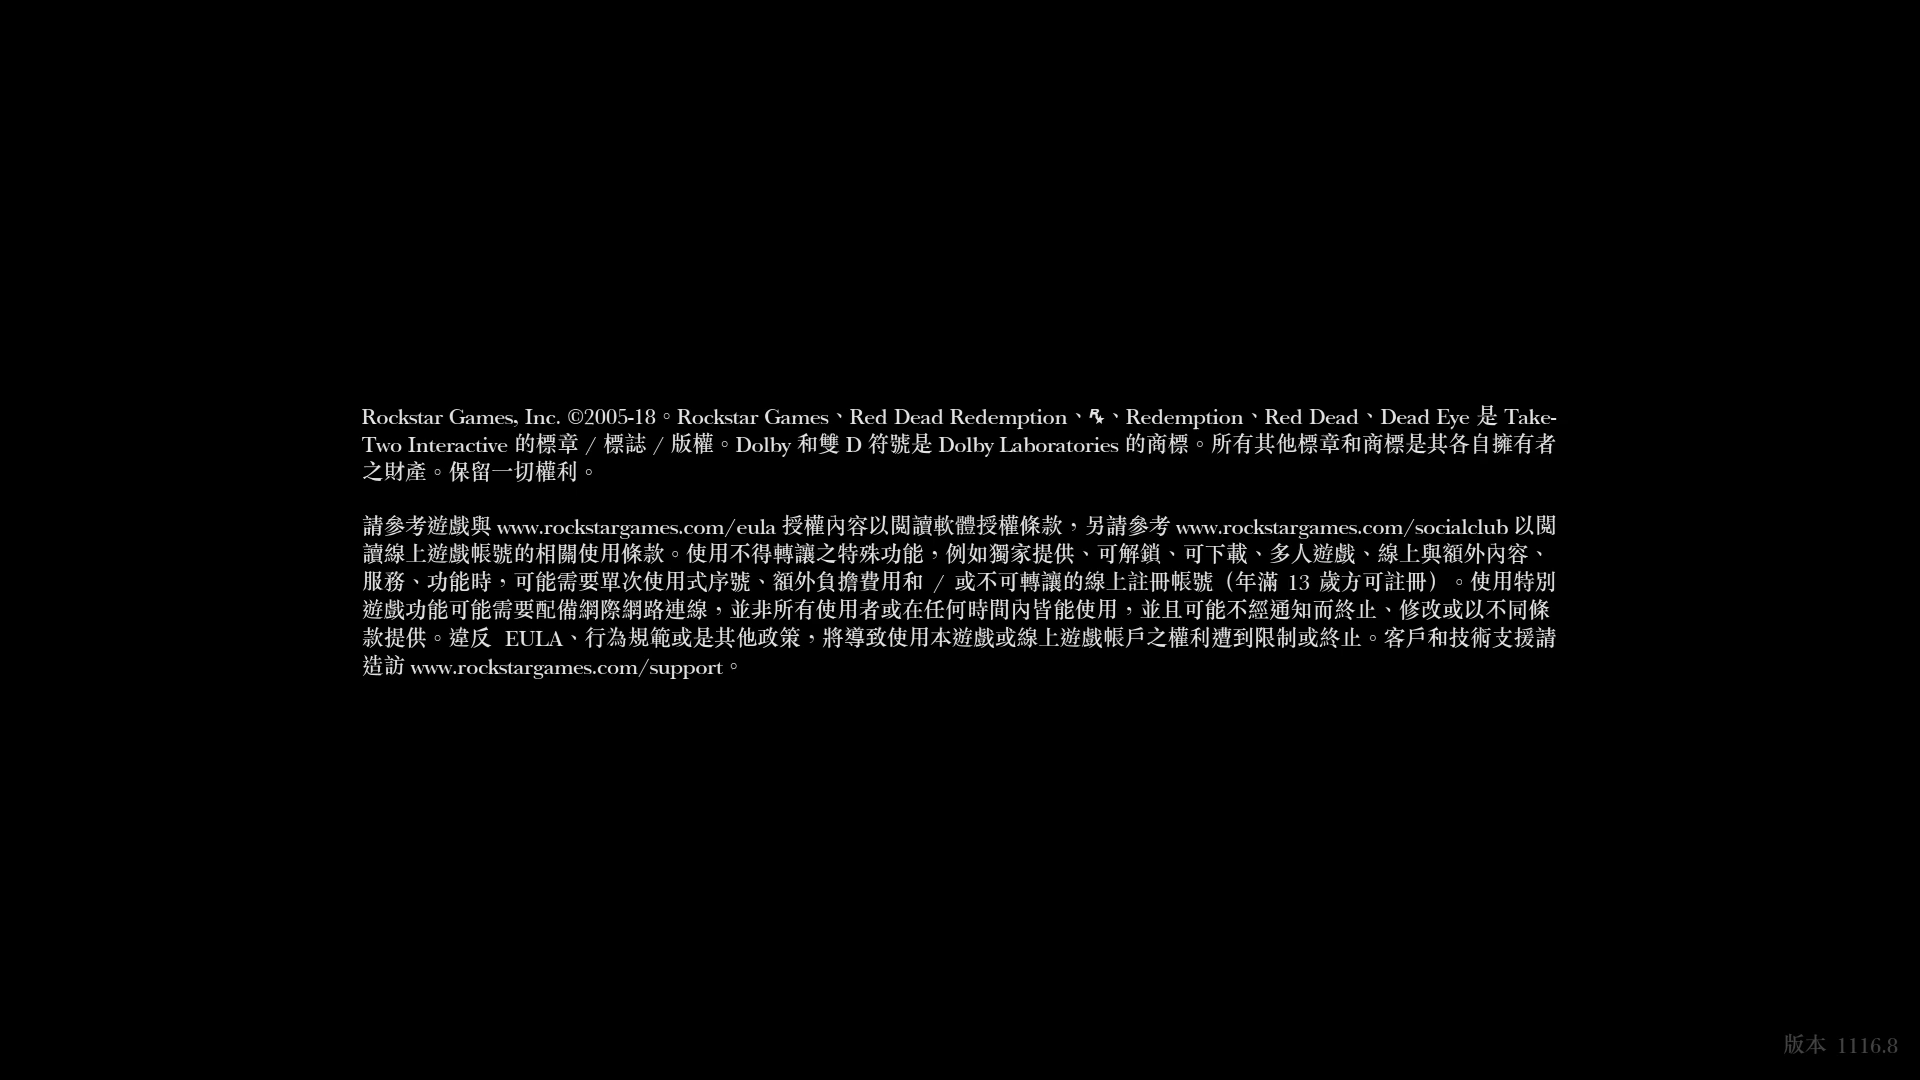 Rockstar Games, Inc. ©2005-18。Rockstar Games、Red Dead Redemption、R★、Redemption、Red Dead、Dead Eye 是 Take-
Two Interactive 的標章 / 標誌 / 版權。Dolby 和雙 D 符號是 Dolby Laboratories 的商標。所有其他標章和商標是其各自擁有者
之財產。保留一切權利。
請參考遊戲與 www.rockstargames.com/eula 授權內容以閱讀軟體授權條款，另請參考 www.rockstargames.com/socialclub 以閱
讀線上遊戲帳號的相關使用條款。使用不得轉讓之特殊功能，例如獨家提供、可解鎖、可下載、多人遊戲、線上與額外內容、
服務、功能時，可能需要單次使用式序號、額外負擔費用和 / 或不可轉讓的線上註冊帳號（年滿 13 歲方可註冊）。使用特別
遊戲功能可能需要配備網際網路連線，並非所有使用者或在任何時間內皆能使用，並且可能不經通知而終止、修改或以不同條
款提供。違反 EULA、行為規範或是其他政策，將導致使用本遊戲或線上遊戲帳戶之權利遭到限制或終止。客戶和技術支援請
造訪 www.rockstargames.com/support。
版本 1116.8